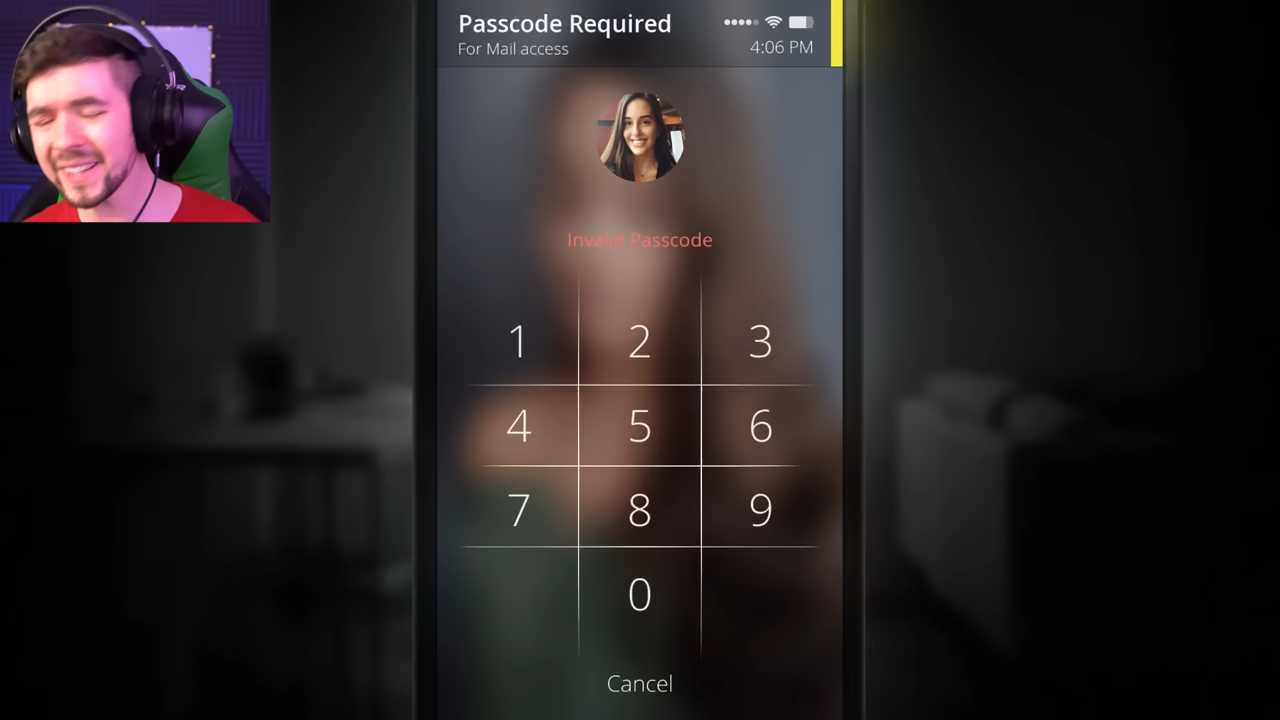 Passcode Required
For Mail access
4:06 PM
Invalid Passcode
1 2 3
4 5 6
7 8 9
0
Cancel